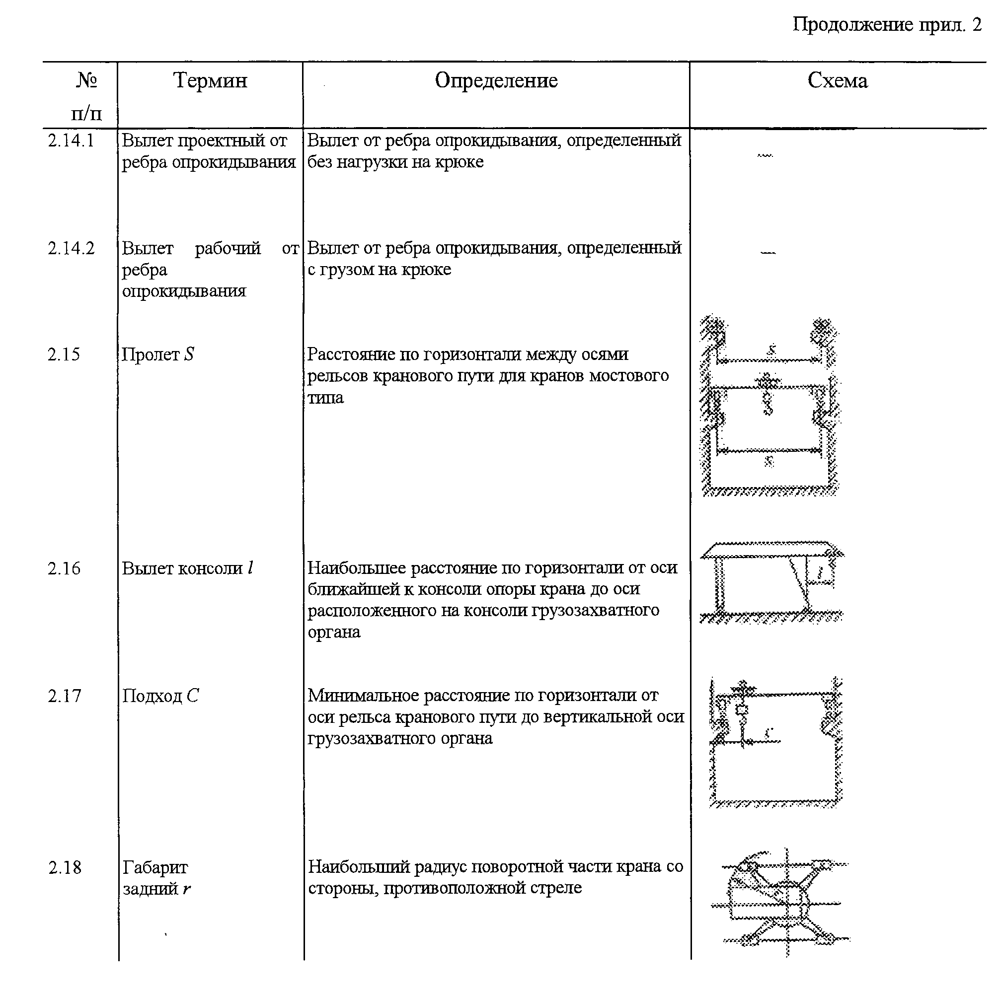 Продолжение прил. 2
№ Термин Определение Схема
п/п
2.14.1 Вылет проектный от Вылет от ребра опрокидывания, определенный
ребра опрокидывания без нагрузки на крюке
2.14.2 Вылет рабочий от Вылет от ребра опрокидывания, определенный
ребра с грузом на крюке
опрокидывания
S
2.15 Пролет S Расстояние по горизонтали между осями
рельсов кранового пути для кранов мостового
типа
S
2.16 Вылет консоли l Наибольшее расстояние по горизонтали от оси
l
ближайшей к консоли опоры крана до оси
расположенного на консоли грузозахватного
органа
2.17 Подход C Минимальное расстояние по горизонтали от
оси рельса кранового пути до вертикальной оси
C
грузозахватного органа
2.18 Габарит Наибольший радиус поворотной части крана со
задний r стороны, противоположной стреле